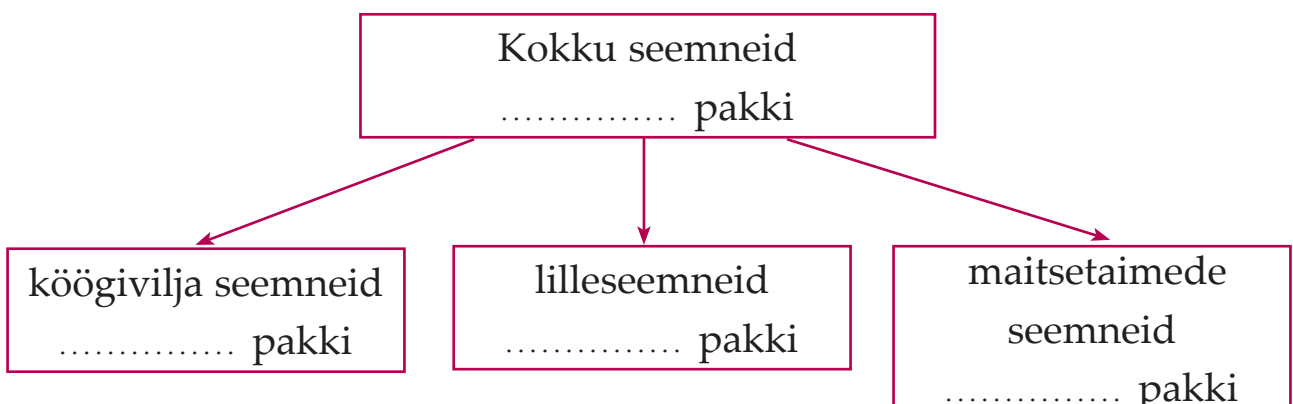 Kokku seemneid
............... pakki
köögivilja seemneid
............... pakki
lilleseemneid
............... pakki
maitsetaimede
seemneid
............... pakki